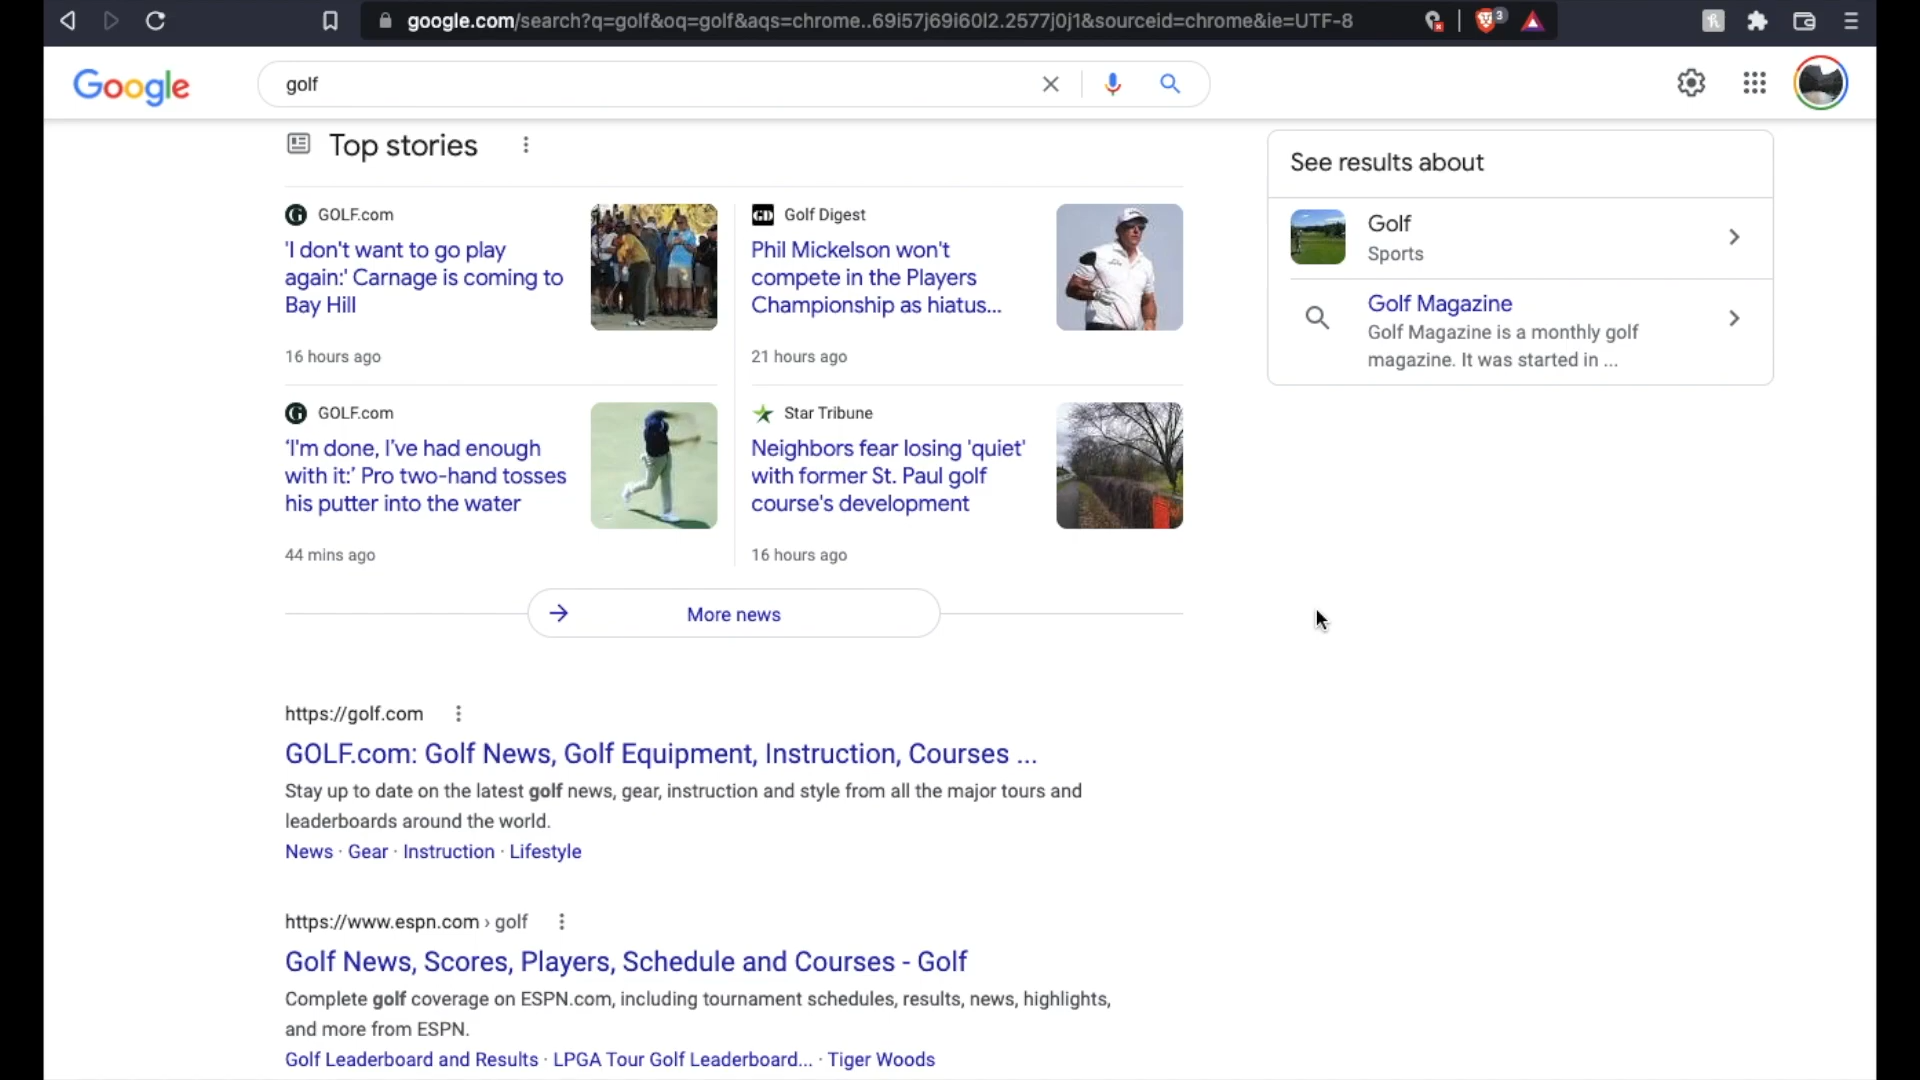 google.com/search?q=golf&oq=golf&aqs=chrome..69i57j69i60l2.2577j0j1&sourceid=chrome&ie=UTF-8
3
Google
golf
Top stories
GOLF.com
'I don't want to go play
again:' Carnage is coming to
Bay Hill
16 hours ago
GD
Golf Digest
Phil Mickelson won't
compete in the Players
Championship as hiatus...
21 hours ago
GOLF.com
‘I'm done, I’ve had enough
with it:’ Pro two-hand tosses
his putter into the water
44 mins ago
Star Tribune
Neighbors fear losing 'quiet'
with former St. Paul golf
course's development
16 hours ago
More news
See results about
Golf
Sports
Golf Magazine
Golf Magazine is a monthly golf
magazine. It was started in ...
https://golf.com
GOLF.com: Golf News, Golf Equipment, Instruction, Courses ...
Stay up to date on the latest golf news, gear, instruction and style from all the major tours and
leaderboards around the world.
News · Gear · Instruction · Lifestyle
https://www.espn.com › golf
Golf News, Scores, Players, Schedule and Courses - Golf
Complete golf coverage on ESPN.com, including tournament schedules, results, news, highlights,
and more from ESPN.
Golf Leaderboard and Results · LPGA Tour Golf Leaderboard... · Tiger Woods